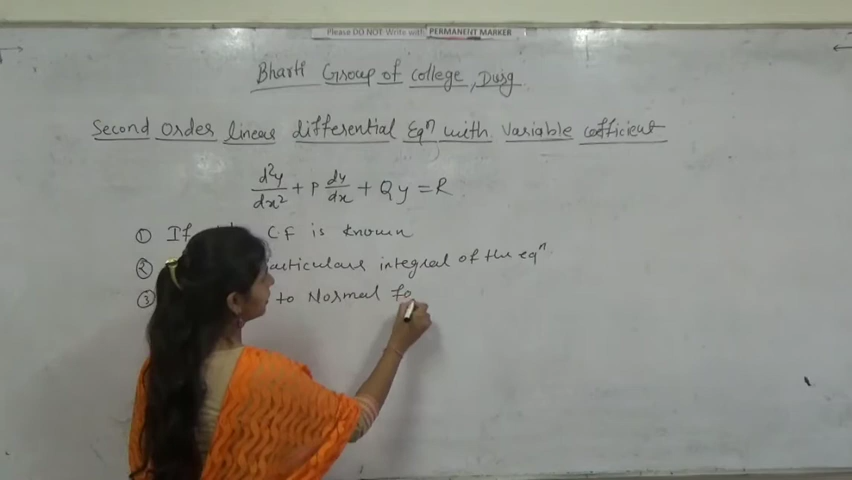 Please DO NOT Write with PERMANENT MARKER
Bharti Group of college, Durg
Second order linear differential Eqⁿ with variable coefficient
d²y/dx² + P dy/dx + Qy = R
① If CF is known
② particular integral of the eqⁿ
③ to Normal fo